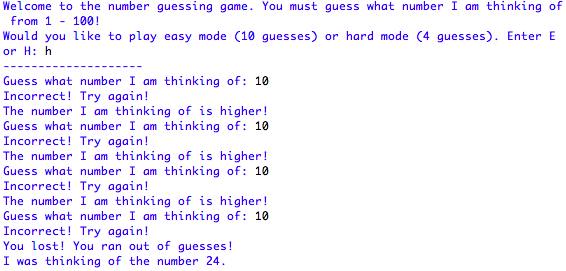 Welcome to the number guessing game. You must guess what number I am thinking of
from 1 - 100!
Would you like to play easy mode (10 guesses) or hard mode (4 guesses). Enter E
or H: h
--------------------
Guess what number I am thinking of: 10
Incorrect! Try again!
The number I am thinking of is higher!
Guess what number I am thinking of: 10
Incorrect! Try again!
The number I am thinking of is higher!
Guess what number I am thinking of: 10
Incorrect! Try again!
The number I am thinking of is higher!
Guess what number I am thinking of: 10
Incorrect! Try again!
You lost! You ran out of guesses!
I was thinking of the number 24.